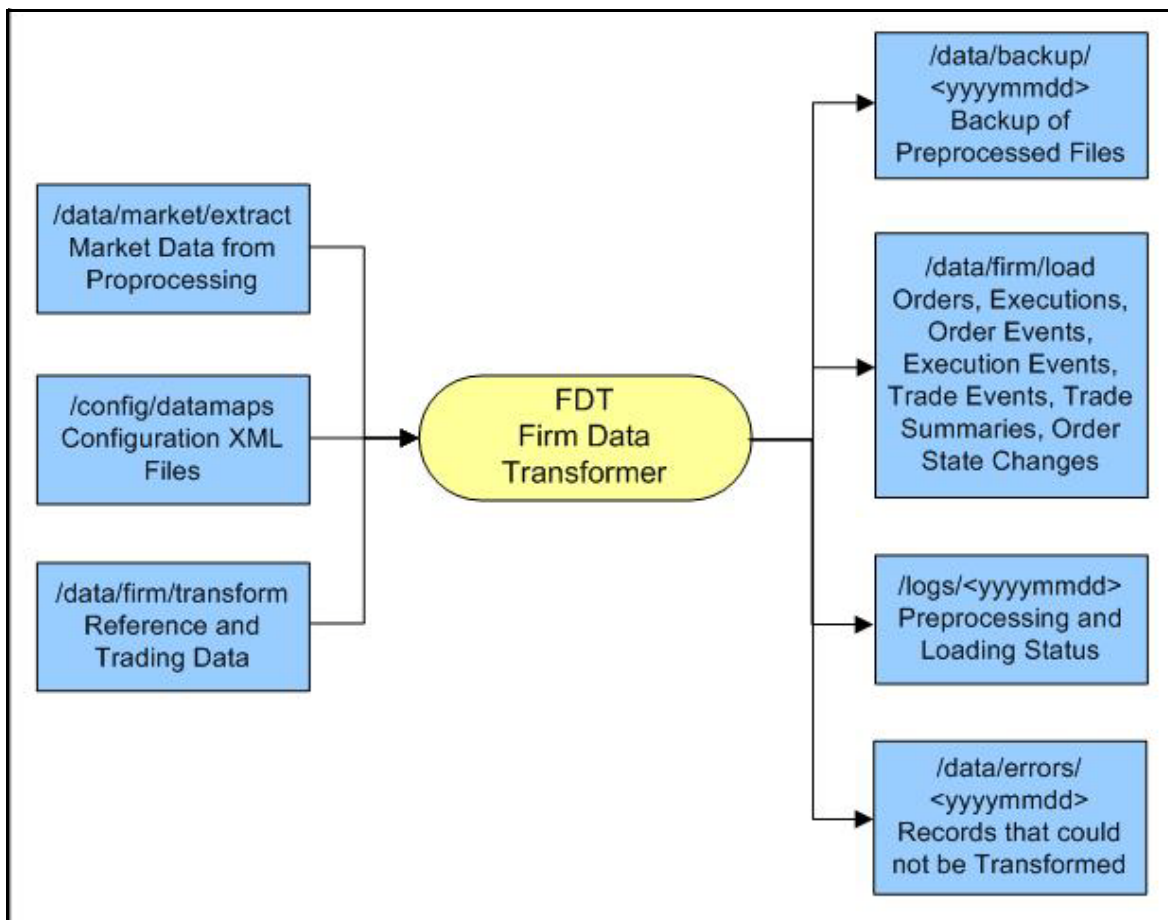 /data/market/extract
Market Data from
Proprocessing
/config/datamaps
Configuration XML
Files
/data/firm/transform
Reference and
Trading Data
FDT
Firm Data
Transformer
/data/backup/
<yyyymmdd>
Backup of
Preprocessed Files
/data/firm/load
Orders, Executions,
Order Events,
Execution Events,
Trade Events, Trade
Summaries, Order
State Changes
/logs/<yyyymmdd>
Preprocessing and
Loading Status
/data/errors/
<yyyymmdd>
Records that could
not be Transformed